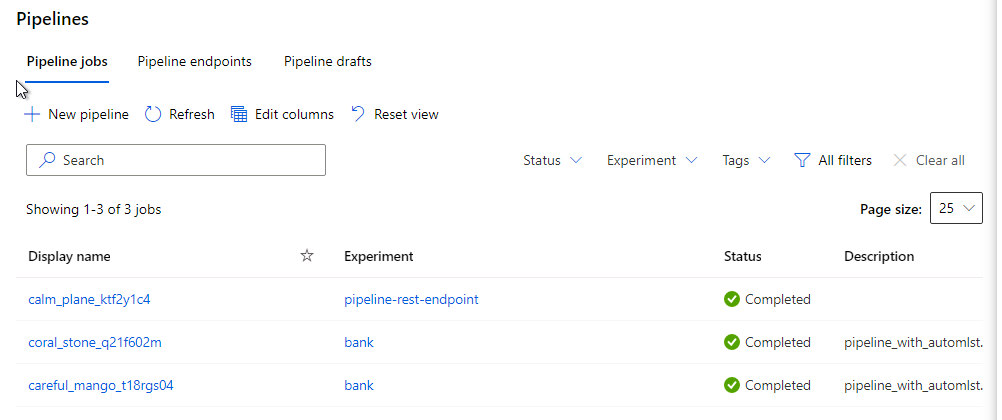 Pipelines
Pipeline jobs Pipeline endpoints Pipeline drafts
New pipeline Refresh Edit columns Reset view
Search Status Experiment Tags All filters Clear all
Showing 1-3 of 3 jobs Page size: 25
Display name Experiment Status Description
calm_plane_ktf2y1c4 pipeline-rest-endpoint Completed
coral_stone_q21f602m bank Completed pipeline_with_automlst.
careful_mango_t18rgs04 bank Completed pipeline_with_automlst.